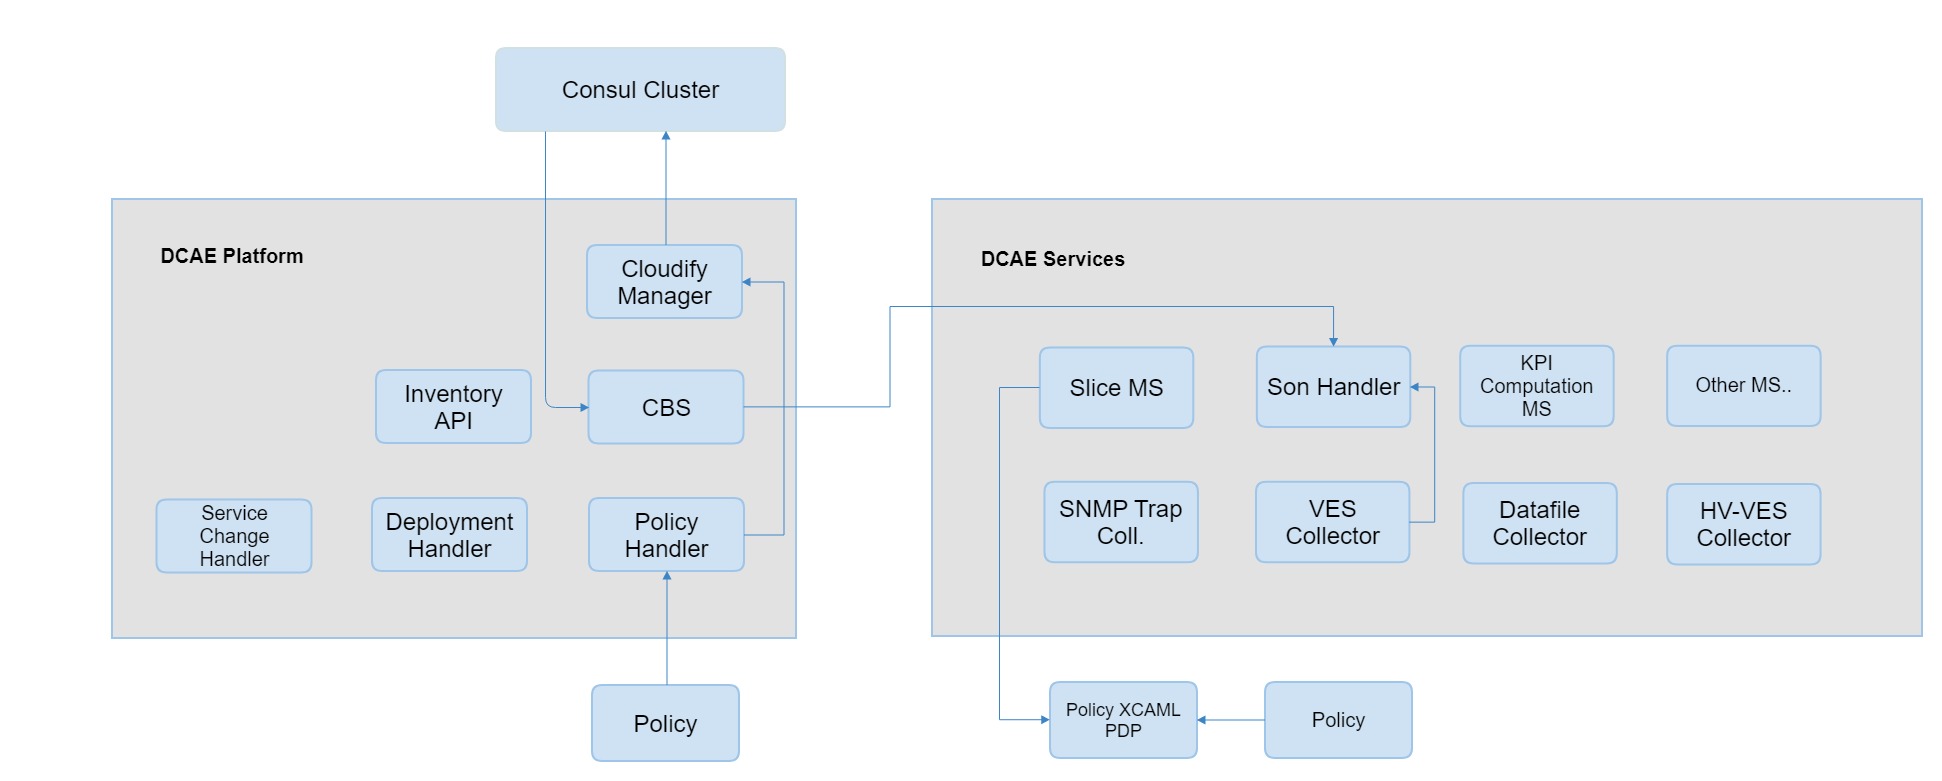 Consul Cluster
DCAE Platform
Cloudify
Manager
Inventory
API
CBS
Service
Change
Handler
Deployment
Handler
Policy
Handler
Policy
DCAE Services
Slice MS
Son Handler
KPI
Computation
MS
Other MS..
SNMP Trap
Coll.
VES
Collector
Datafile
Collector
HV-VES
Collector
Policy XCAML
PDP
Policy